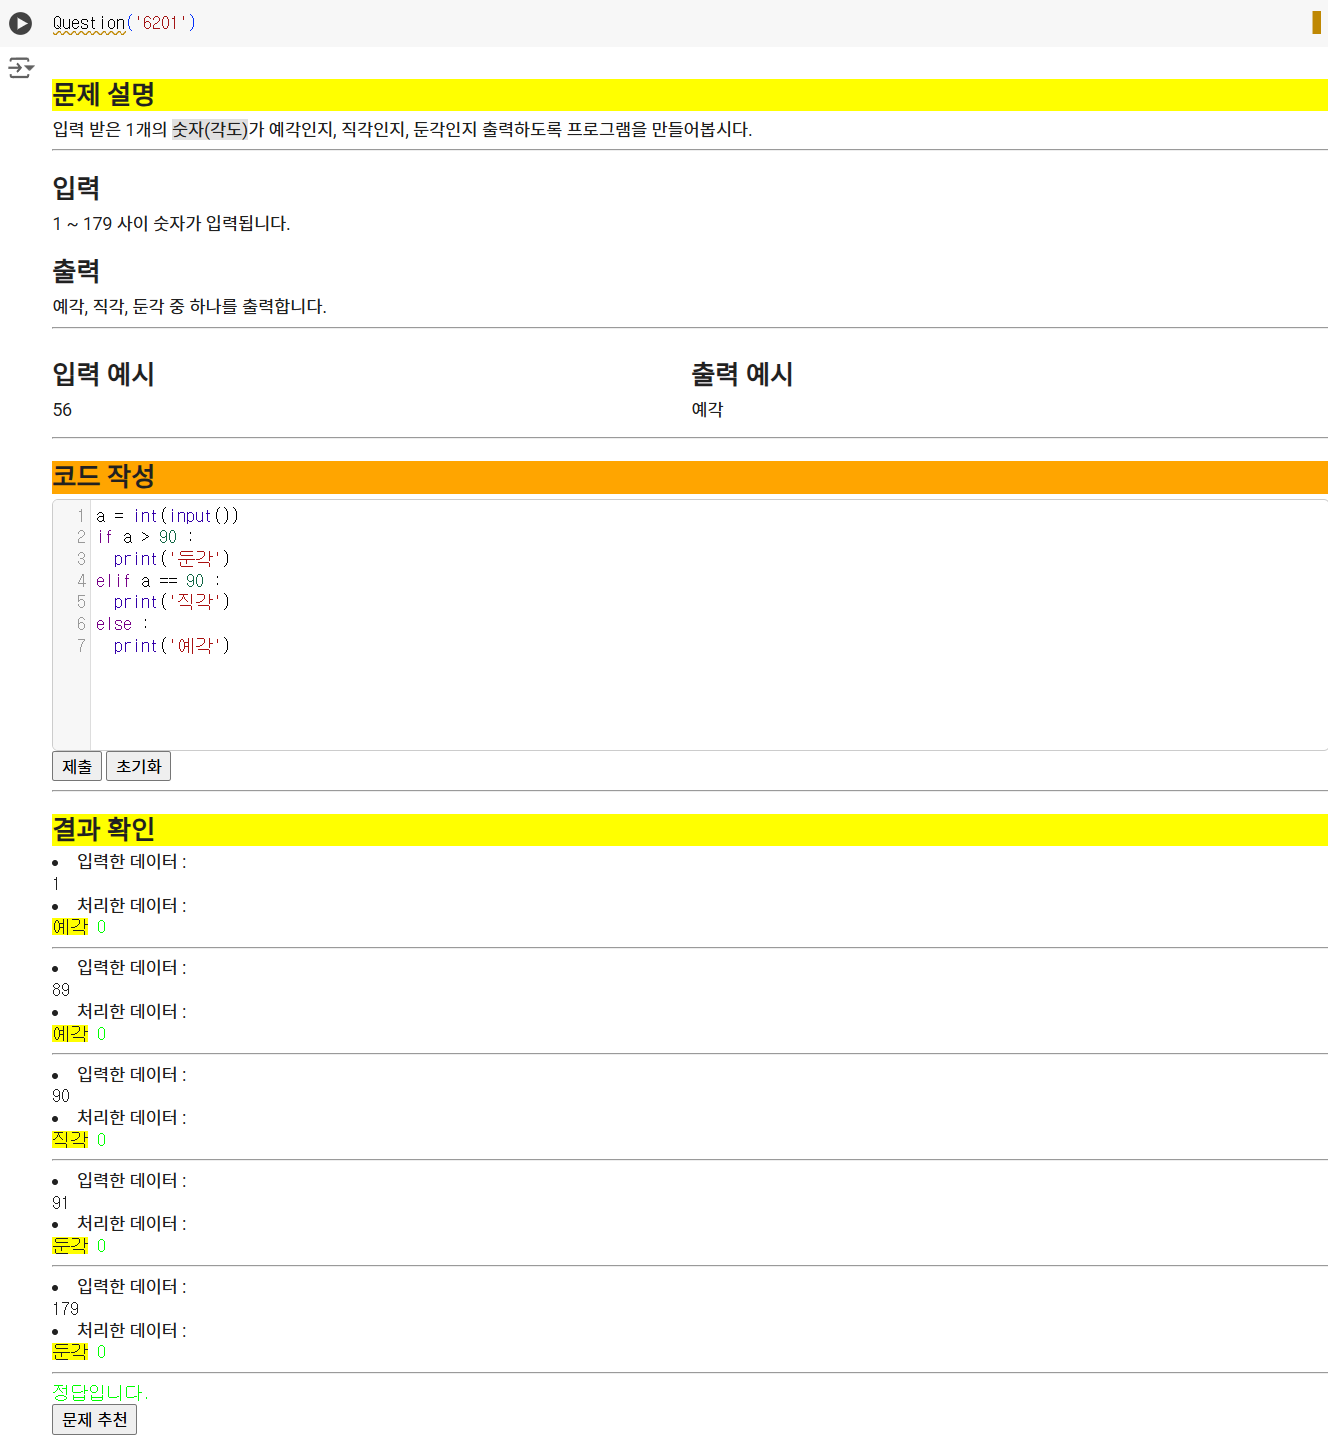 Question('6201')
문제 설명
입력 받은 1개의 숫자(각도)가 예각인지, 직각인지, 둔각인지 출력하도록 프로그램을 만들어봅시다.
입력
1 ~ 179 사이 숫자가 입력됩니다.
출력
예각, 직각, 둔각 중 하나를 출력합니다.
입력 예시
출력 예시
56
예각
코드 작성
1 a = int(input())
2 if a > 90 :
3   print('둔각')
4 elif a == 90 :
5   print('직각')
6 else :
7   print('예각')
제출 초기화
결과 확인
• 입력한 데이터 :
1
• 처리한 데이터 :
예각 0
• 입력한 데이터 :
89
• 처리한 데이터 :
예각 0
• 입력한 데이터 :
90
• 처리한 데이터 :
직각 0
• 입력한 데이터 :
91
• 처리한 데이터 :
둔각 0
• 입력한 데이터 :
179
• 처리한 데이터 :
둔각 0
정답입니다.
문제 추천